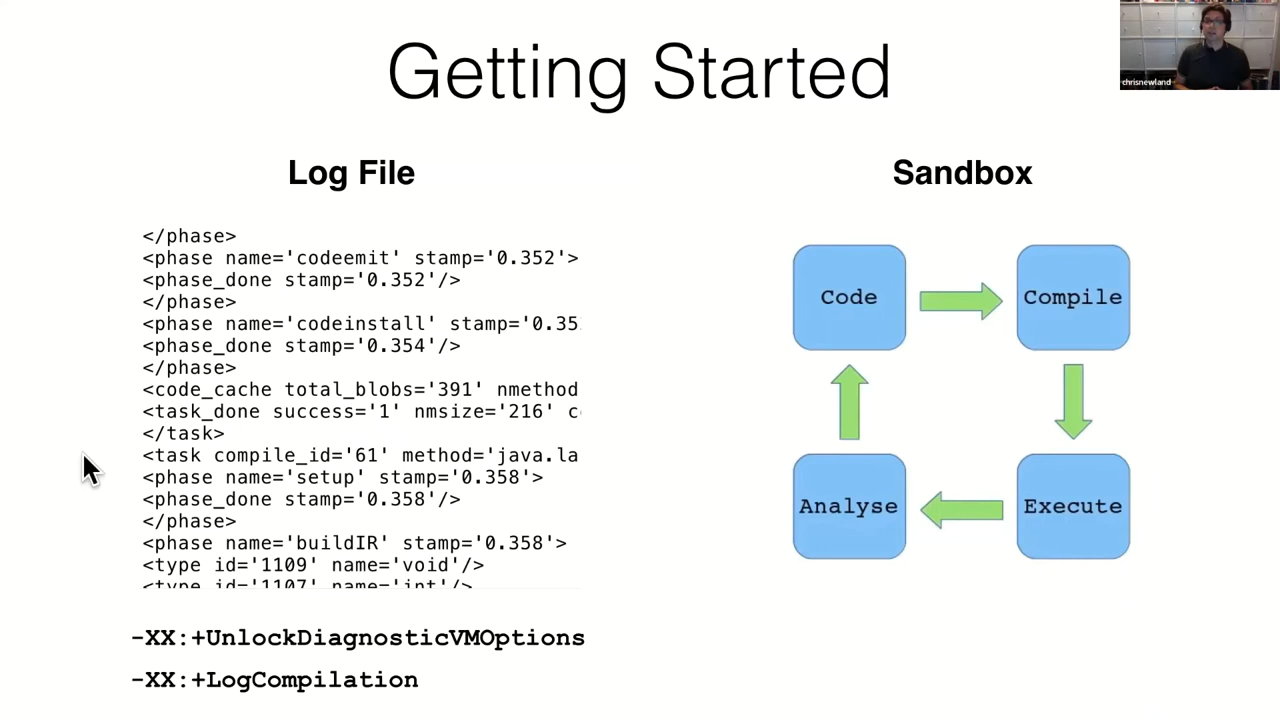 Getting Started
chrisnewland
Log File
</phase>
<phase name='codeemit' stamp='0.352'>
<phase_done stamp='0.352'/>
</phase>
<phase name='codeinstall' stamp='0.35
<phase_done stamp='0.354'/>
</phase>
<code_cache total_blobs='391' nmethod
<task_done success='1' nmsize='216' c
</task>
<task compile_id='61' method='java.la
<phase name='setup' stamp='0.358'>
<phase_done stamp='0.358'/>
</phase>
<phase name='buildIR' stamp='0.358'>
<type id='1109' name='void'/>
<type id='1107' name='int'/>
-XX:+UnlockDiagnosticVMOptions
-XX:+LogCompilation
Sandbox
Code
Compile
Analyse
Execute